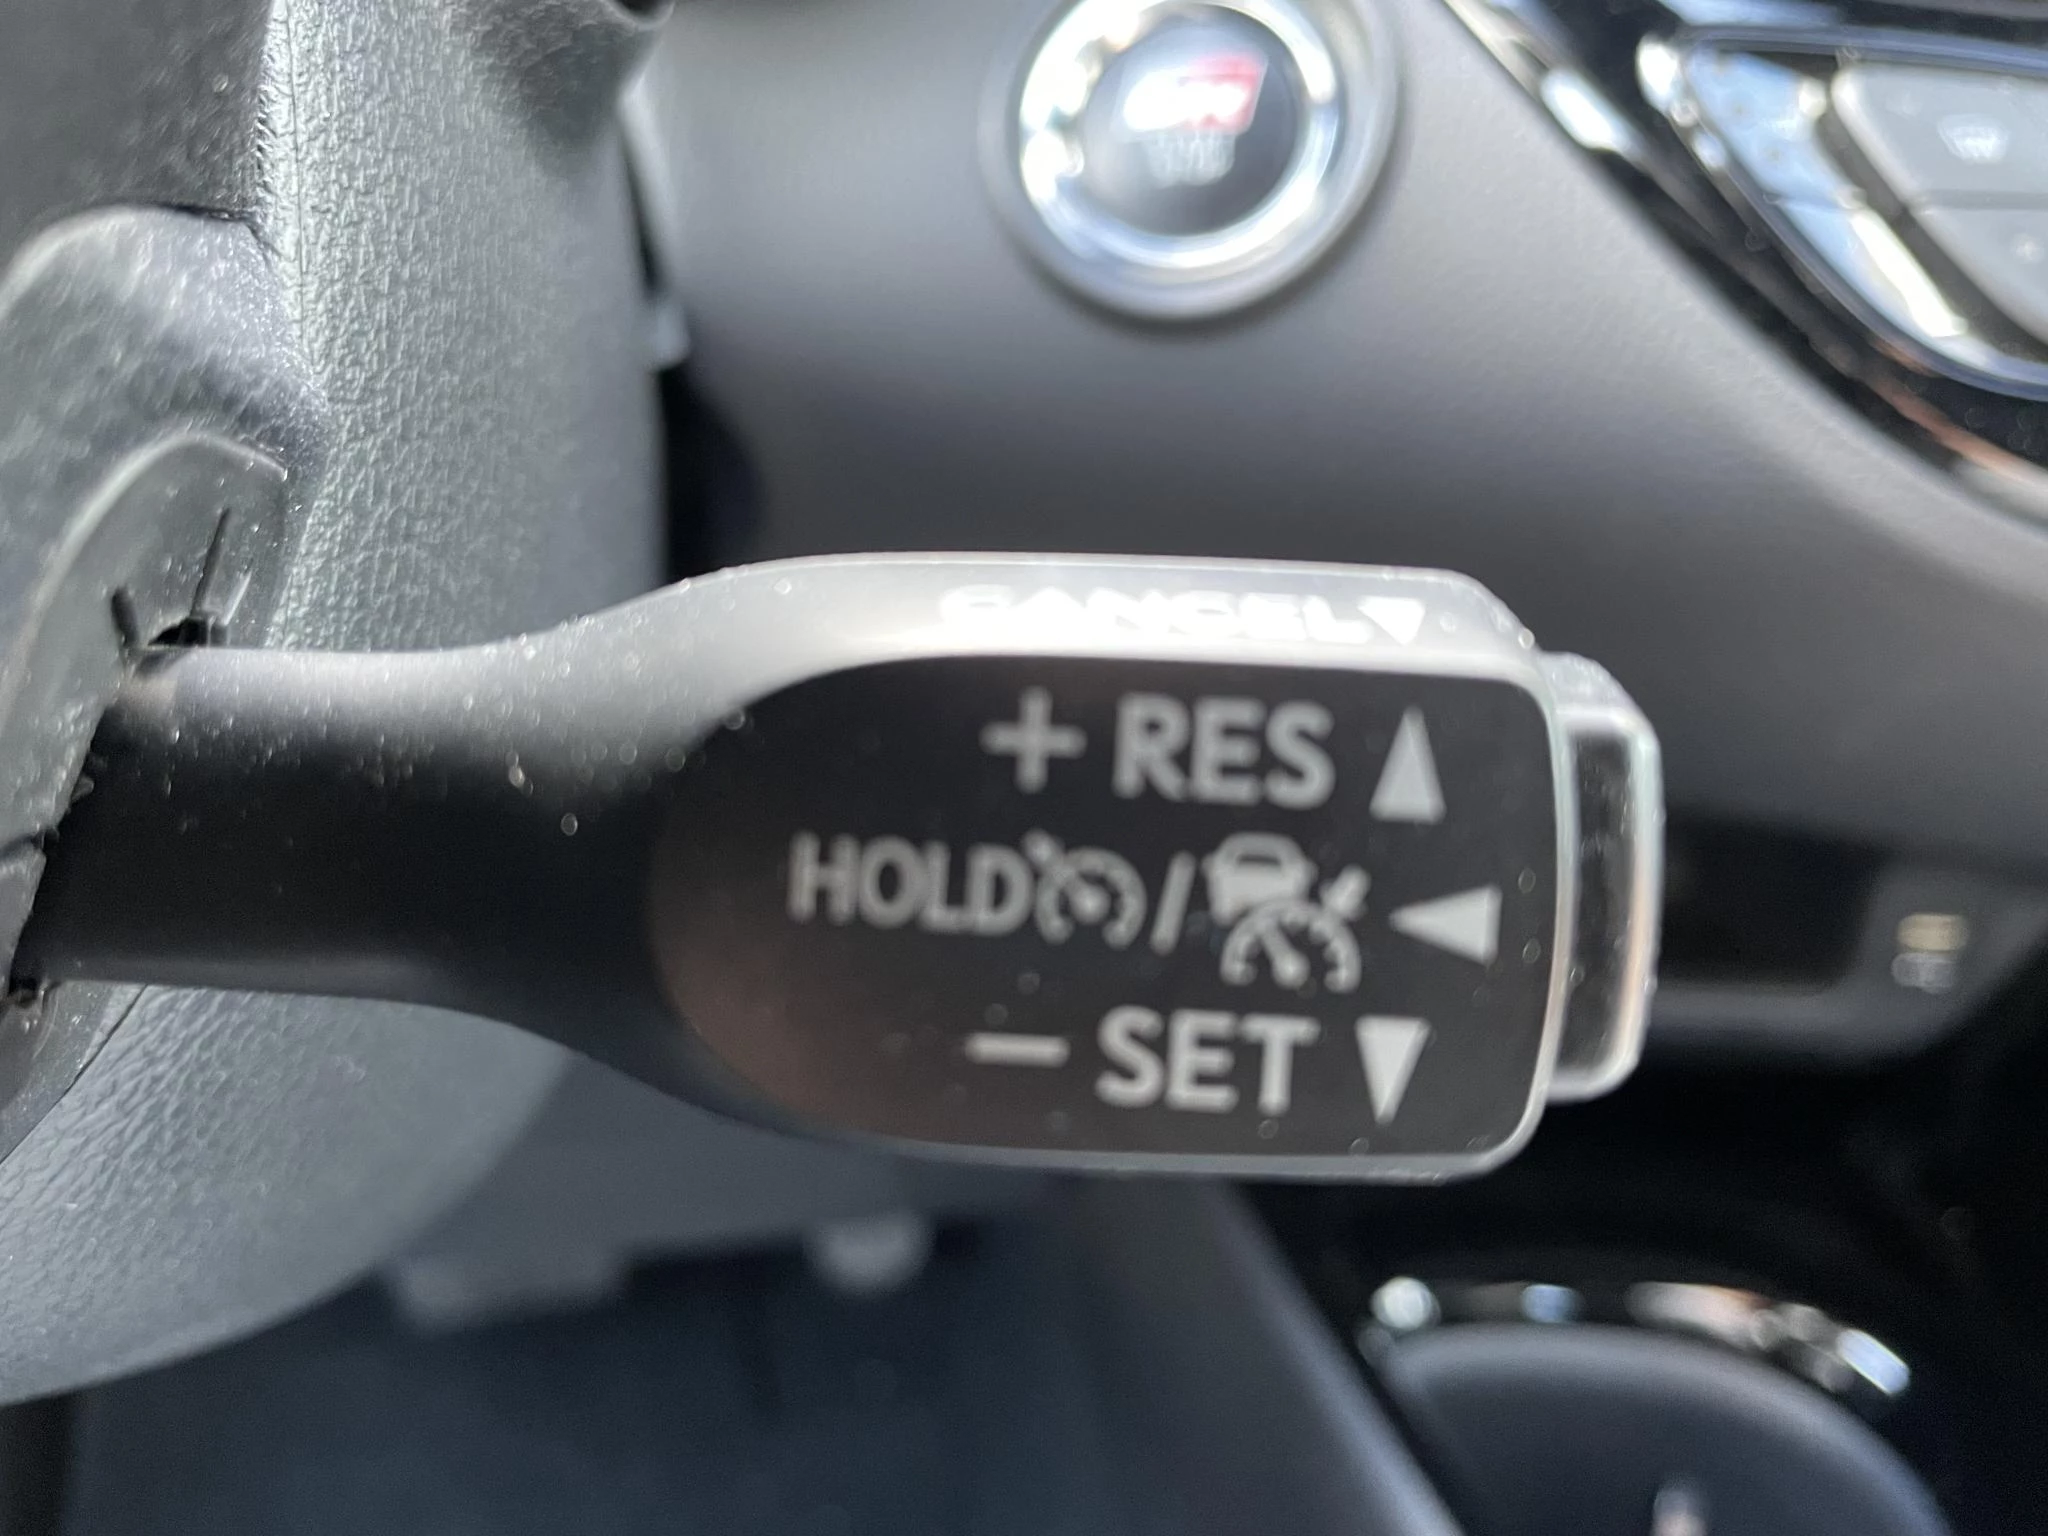 CANCEL▼
+ RES ▲
HOLD / ◀
− SET ▼